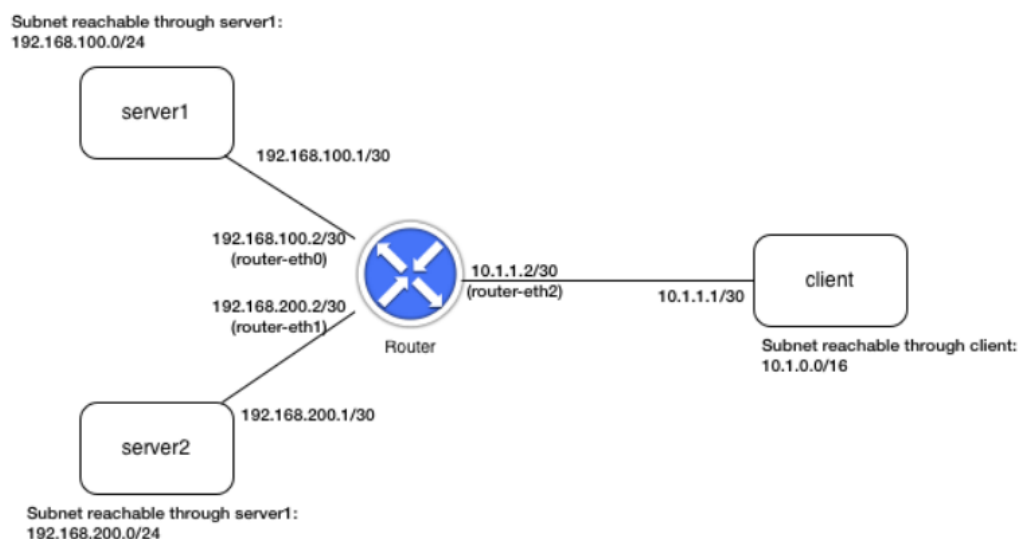 Subnet reachable through server1:
192.168.100.0/24
server1
192.168.100.1/30
192.168.100.2/30
(router-eth0)
10.1.1.2/30
(router-eth2)
client
10.1.1.1/30
192.168.200.2/30
(router-eth1)
Router
Subnet reachable through client:
10.1.0.0/16
192.168.200.1/30
server2
Subnet reachable through server1:
192.168.200.0/24